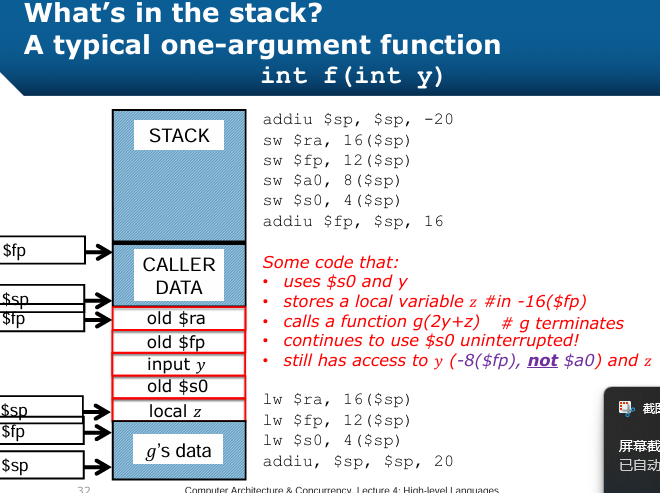 What's in the stack?
A typical one-argument function
int f(int y)
STACK
CALLER
DATA
old $ra
old $fp
input y
old $s0
local z
g's data
$fp
$sp
$fp
$sp
$fp
$sp
addiu $sp, $sp, -20
sw $ra, 16($sp)
sw $fp, 12($sp)
sw $a0, 8($sp)
sw $s0, 4($sp)
addiu $fp, $sp, 16
Some code that:
• uses $s0 and y
• stores a local variable z #in -16($fp)
• calls a function g(2y+z) # g terminates
• continues to use $s0 uninterrupted!
• still has access to y (-8($fp), not $a0) and z
lw $ra, 16($sp)
lw $fp, 12($sp)
lw $s0, 4($sp)
addiu, $sp, $sp, 20
屏幕截
已自动
32
Computer Architecture & Concurrency, Lecture 4: High-level Languages